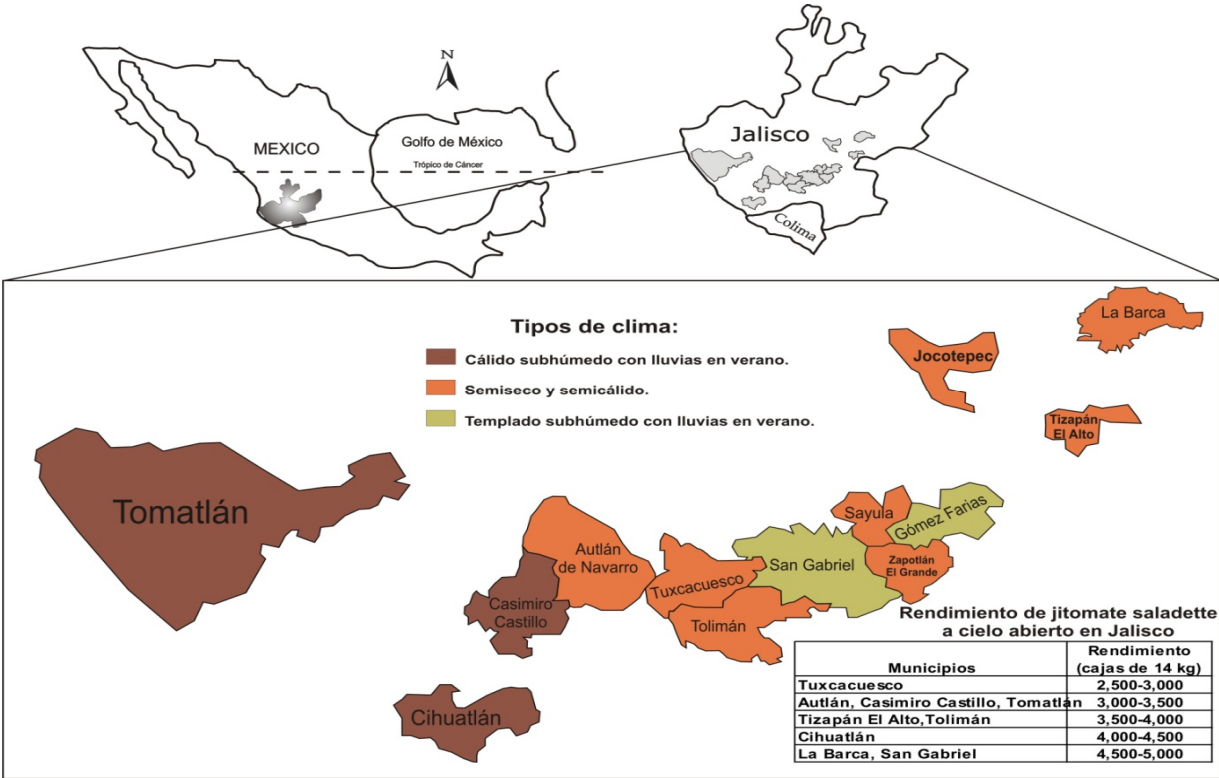 N
MEXICO
Golfo de México
Trópico de Cáncer
Jalisco
Colima
Tipos de clima:
Cálido subhúmedo con lluvias en verano.
Semiseco y semicálido.
Templado subhúmedo con lluvias en verano.
La Barca
Jocotepec
Tizapán
El Alto
Tomatlán
Sayula
Gómez Farias
Autlán
de Navarro
San Gabriel
Zapotlán
El Grande
Tuxcacuesco
Casimiro
Castillo
Tolimán
Cihuatlán
Rendimiento de jitomate saladette
a cielo abierto en Jalisco
Municipios
Rendimiento
(cajas de 14 kg)
Tuxcacuesco 2,500-3,000
Autlán, Casimiro Castillo, Tomatlán 3,000-3,500
Tizapán El Alto,Tolimán 3,500-4,000
Cihuatlán 4,000-4,500
La Barca, San Gabriel 4,500-5,000